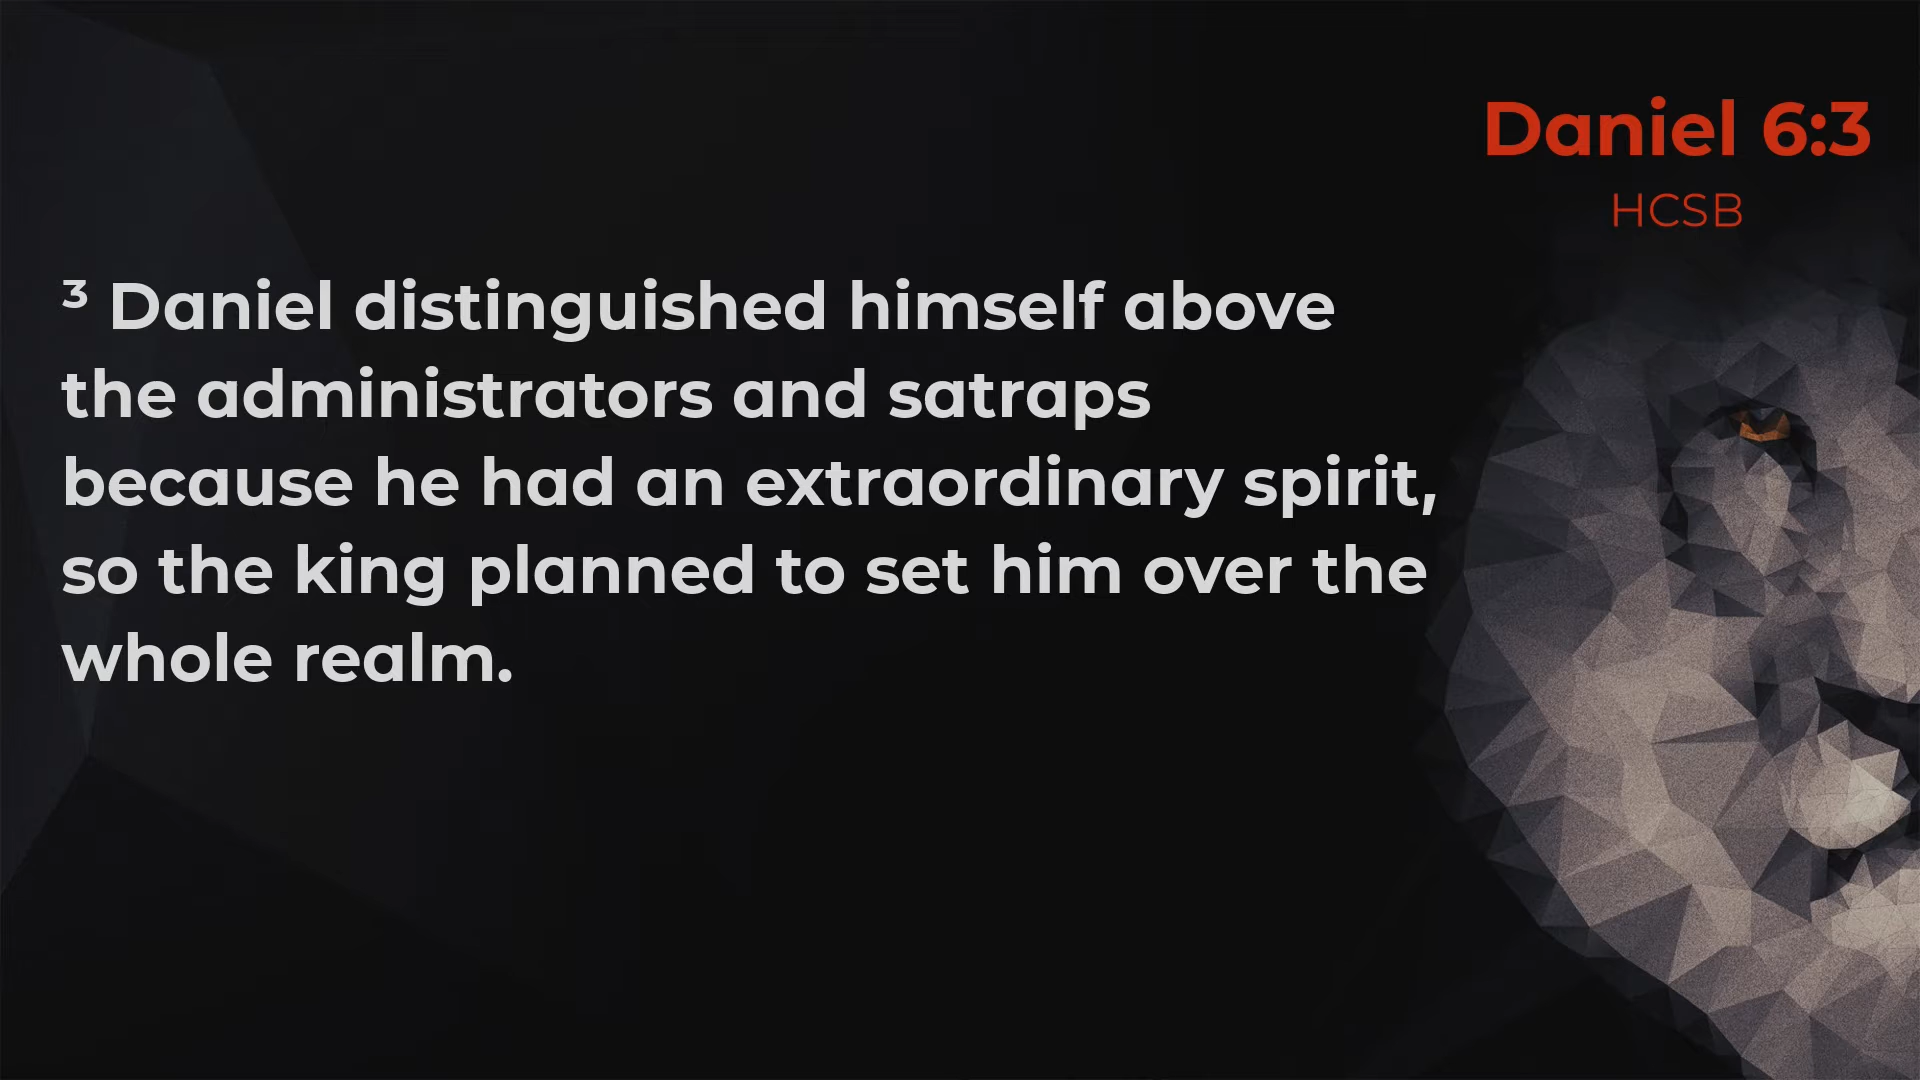 Daniel 6:3
HCSB
³ Daniel distinguished himself above
the administrators and satraps
because he had an extraordinary spirit,
so the king planned to set him over the
whole realm.